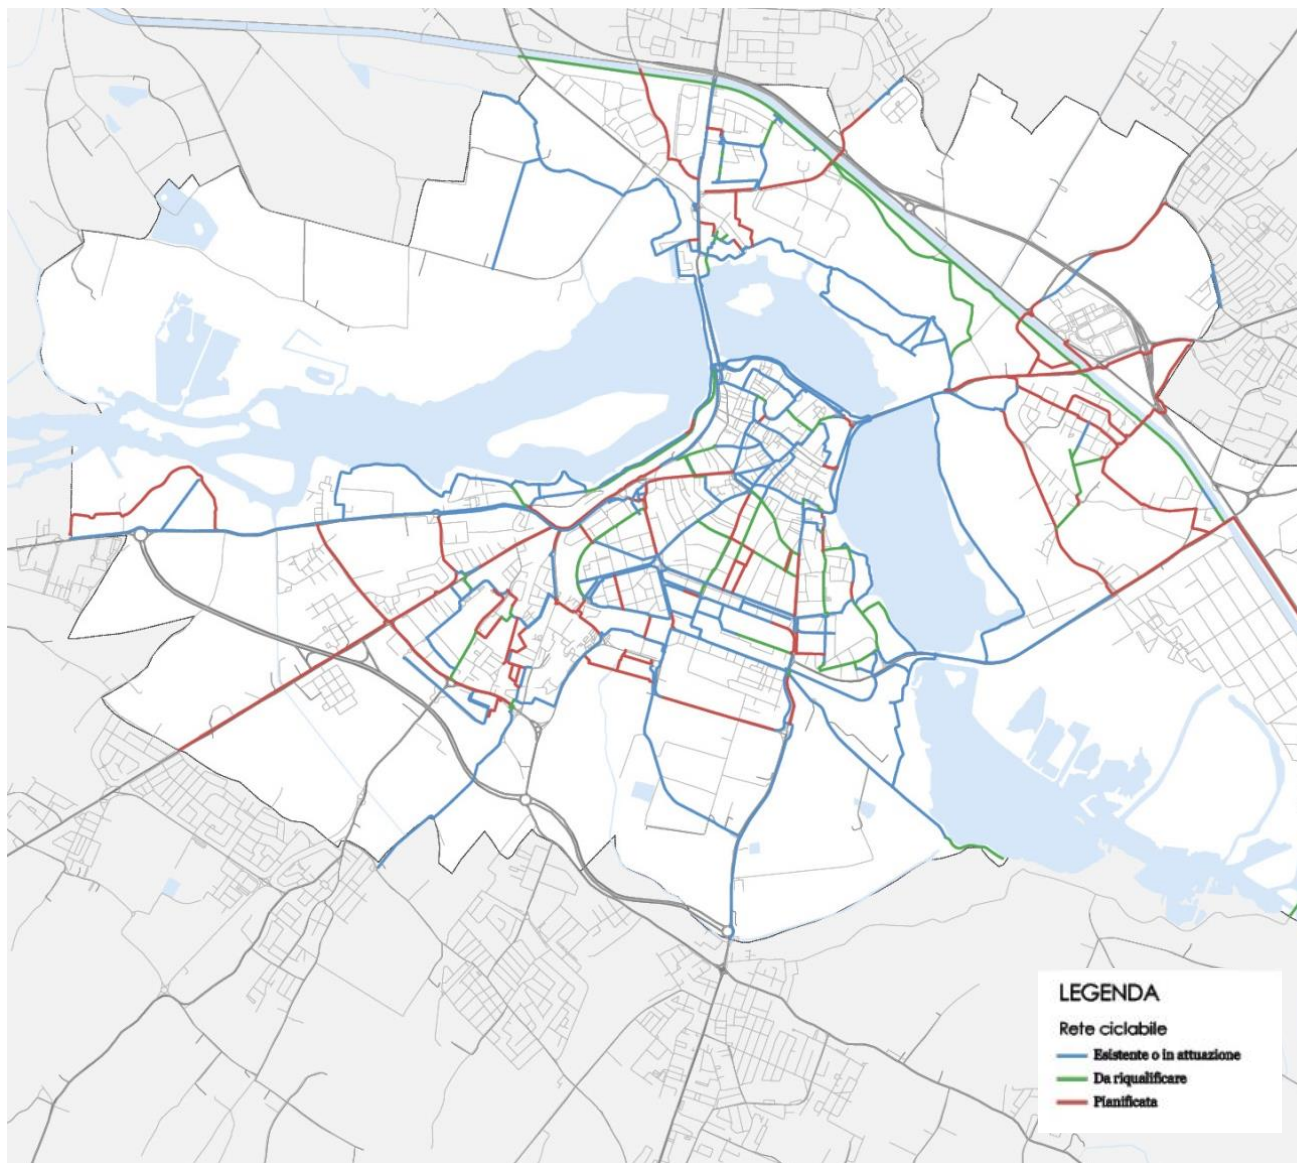 LEGENDA
Rete ciclabile
Esistente o in attuazione
Da riqualificare
Pianificata